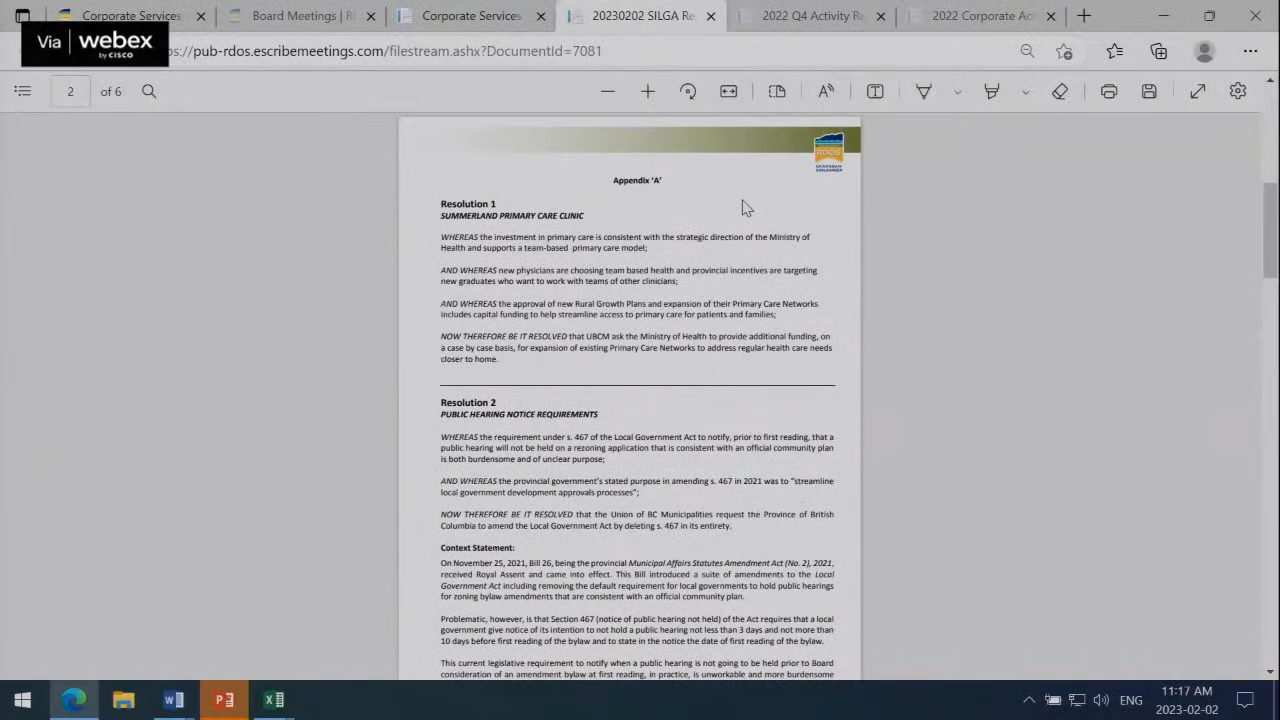 Corporate Services
Board Meetings | R
Corporate Services
20230202 SILGA Re
2022 Q4 Activity Re
2022 Corporate Ac
Via webex
by CISCO
s://pub-rdos.escribemeetings.com/filestream.ashx?DocumentId=7081
2 of 6
RDOS
OKANAGAN
SIMILKAMEEN
Appendix ‘A’
Resolution 1
SUMMERLAND PRIMARY CARE CLINIC
WHEREAS the investment in primary care is consistent with the strategic direction of the Ministry of
Health and supports a team-based primary care model;
AND WHEREAS new physicians are choosing team based health and provincial incentives are targeting
new graduates who want to work with teams of other clinicians;
AND WHEREAS the approval of new Rural Growth Plans and expansion of their Primary Care Networks
includes capital funding to help streamline access to primary care for patients and families;
NOW THEREFORE BE IT RESOLVED that UBCM ask the Ministry of Health to provide additional funding, on
a case by case basis, for expansion of existing Primary Care Networks to address regular health care needs
closer to home.
Resolution 2
PUBLIC HEARING NOTICE REQUIREMENTS
WHEREAS the requirement under s. 467 of the Local Government Act to notify, prior to first reading, that a
public hearing will not be held on a rezoning application that is consistent with an official community plan
is both burdensome and of unclear purpose;
AND WHEREAS the provincial government’s stated purpose in amending s. 467 in 2021 was to “streamline
local government development approvals processes”;
NOW THEREFORE BE IT RESOLVED that the Union of BC Municipalities request the Province of British
Columbia to amend the Local Government Act by deleting s. 467 in its entirety.
Context Statement:
On November 25, 2021, Bill 26, being the provincial Municipal Affairs Statutes Amendment Act (No. 2), 2021,
received Royal Assent and came into effect. This Bill introduced a suite of amendments to the Local
Government Act including removing the default requirement for local governments to hold public hearings
for zoning bylaw amendments that are consistent with an official community plan.
Problematic, however, is that Section 467 (notice of public hearing not held) of the Act requires that a local
government give notice of its intention to not hold a public hearing not less than 3 days and not more than
10 days before first reading of the bylaw and to state in the notice the date of first reading of the bylaw.
This current legislative requirement to notify when a public hearing is not going to be held prior to Board
consideration of an amendment bylaw at first reading, in practice, is unworkable and more burdensome
ENG
11:17 AM
2023-02-02